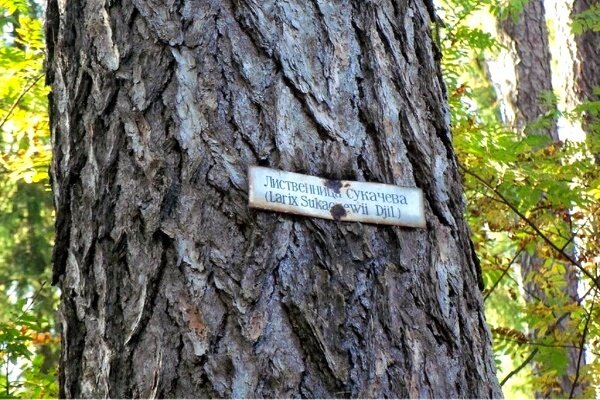 Лиственница Сукачева
(Larix Sukaczewii Djil.)